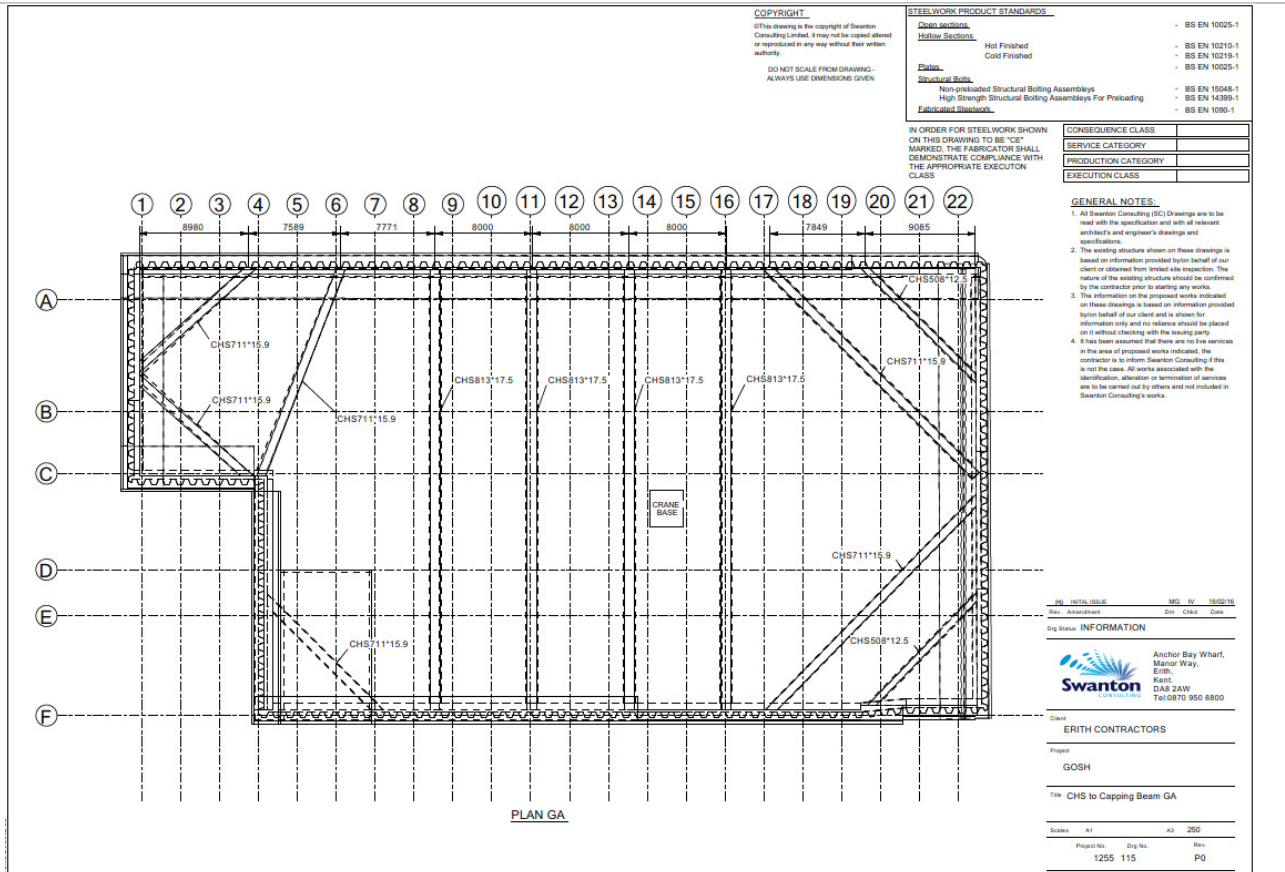 COPYRIGHT
©This drawing is the copyright of Swanton
Consulting Limited, it may not be copied altered
or reproduced in any way without their written
authority.
DO NOT SCALE FROM DRAWING -
ALWAYS USE DIMENSIONS GIVEN
STEELWORK PRODUCT STANDARDS
Open sections - BS EN 10025-1
Hollow Sections
Hot Finished - BS EN 10210-1
Cold Finished - BS EN 10219-1
Plates - BS EN 10025-1
Structural Bolts
Non-preloaded Structural Bolting Assembleys - BS EN 15048-1
High Strength Structural Bolting Assembleys For Preloading - BS EN 14399-1
Fabricated Steelwork - BS EN 1090-1
IN ORDER FOR STEELWORK SHOWN
ON THIS DRAWING TO BE "CE"
MARKED, THE FABRICATOR SHALL
DEMONSTRATE COMPLIANCE WITH
THE APPROPRIATE EXECUTON
CLASS
CONSEQUENCE CLASS
SERVICE CATEGORY
PRODUCTION CATEGORY
EXECUTION CLASS
GENERAL NOTES:
1. All Swanton Consulting (SC) Drawings are to be
read with the specification and with all relevant
architect's and engineer's drawings and
specifications.
2. The existing structure shown on these drawings is
based on information provided by/on behalf of our
client or obtained from limited site inspection. The
nature of the existing structure should be confirmed
by the contractor prior to starting any works.
3. The information on the proposed works indicated
on these drawings is based on information provided
by/on behalf of our client and is shown for
information only and no reliance should be placed
on it without checking with the issuing party.
4. It has been assumed that there are no live services
in the area of proposed works indicated, the
contractor is to inform Swanton Consulting if this
is not the case. All works associated with the
identification, alteration or termination of services
are to be carried out by others and not included in
Swanton Consulting's works.
1 2 3 4 5 6 7 8 9 10 11 12 13 14 15 16 17 18 19 20 21 22
8980 7589 7771 8000 8000 8000 7849 9085
A
CHS508*12.5
CHS711*15.9
CHS711*15.9
CHS813*17.5 CHS813*17.5 CHS813*17.5 CHS813*17.5
CHS711*15.9
B
CHS711*15.9
C
CRANE
BASE
CHS711*15.9
D
E
CHS711*15.9
CHS508*12.5
F
PLAN GA
P0 INITAL ISSUE MG IV 16/02/16
Rev. Amendment Drn Chkd Date
Drg Status INFORMATION
Swanton
CONSULTING
Anchor Bay Wharf,
Manor Way,
Erith,
Kent.
DA8 2AW
Tel:0870 950 8800
Client
ERITH CONTRACTORS
Project
GOSH
Title CHS to Capping Beam GA
Scales A1 A3 250
Project No. Drg No. Rev.
1255 115 P0